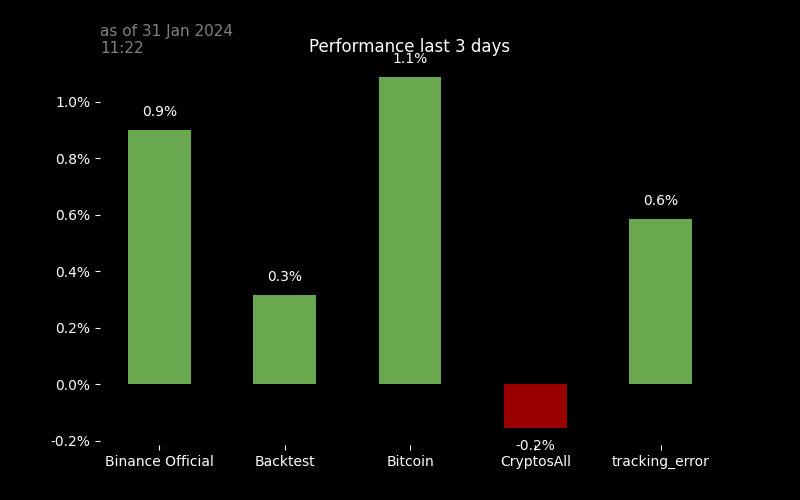 as of 31 Jan 2024
11:22
Performance last 3 days
1.1%
1.0%
0.9%
0.8%
0.6%
0.6%
0.4%
0.3%
0.2%
0.0%
-0.2%
-0.2%
Binance Official
Backtest
Bitcoin
CryptosAll
tracking_error